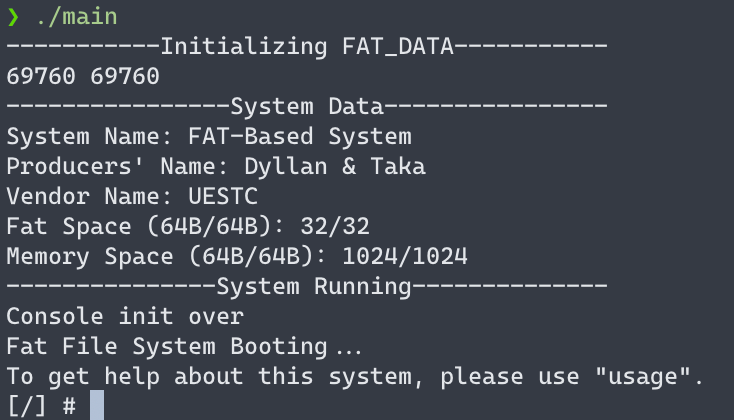 ❯ ./main
-----------Initializing FAT_DATA-----------
69760 69760
----------------System Data----------------
System Name: FAT-Based System
Producers' Name: Dyllan & Taka
Vendor Name: UESTC
Fat Space (64B/64B): 32/32
Memory Space (64B/64B): 1024/1024
---------------System Running--------------
Console init over
Fat File System Booting...
To get help about this system, please use "usage".
[/] #